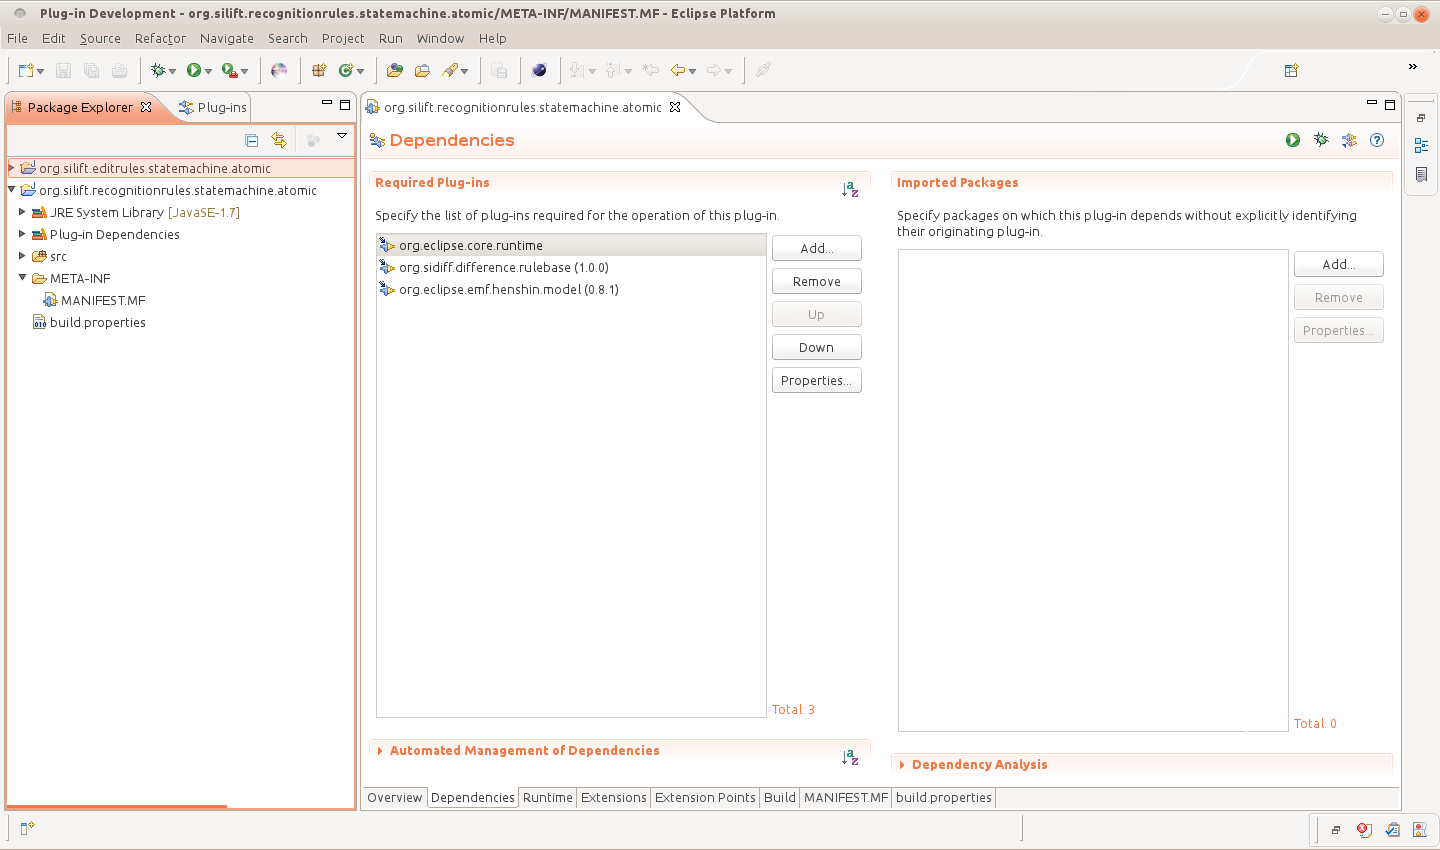 Plug-in Development - org.silift.recognitionrules.statemachine.atomic/META-INF/MANIFEST.MF - Eclipse Platform
File Edit Source Refactor Navigate Search Project Run Window Help
Package Explorer Plug-ins
org.silift.editrules.statemachine.atomic
org.silift.recognitionrules.statemachine.atomic
JRE System Library [JavaSE-1.7]
Plug-in Dependencies
src
META-INF
MANIFEST.MF
build.properties
org.silift.recognitionrules.statemachine.atomic
Dependencies
Required Plug-ins
Specify the list of plug-ins required for the operation of this plug-in.
org.eclipse.core.runtime
org.sidiff.difference.rulebase (1.0.0)
org.eclipse.emf.henshin.model (0.8.1)
Add...
Remove
Up
Down
Properties...
Total: 3
Automated Management of Dependencies
Imported Packages
Specify packages on which this plug-in depends without explicitly identifying
their originating plug-in.
Add...
Remove
Properties...
Total: 0
Dependency Analysis
Overview Dependencies Runtime Extensions Extension Points Build MANIFEST.MF build.properties